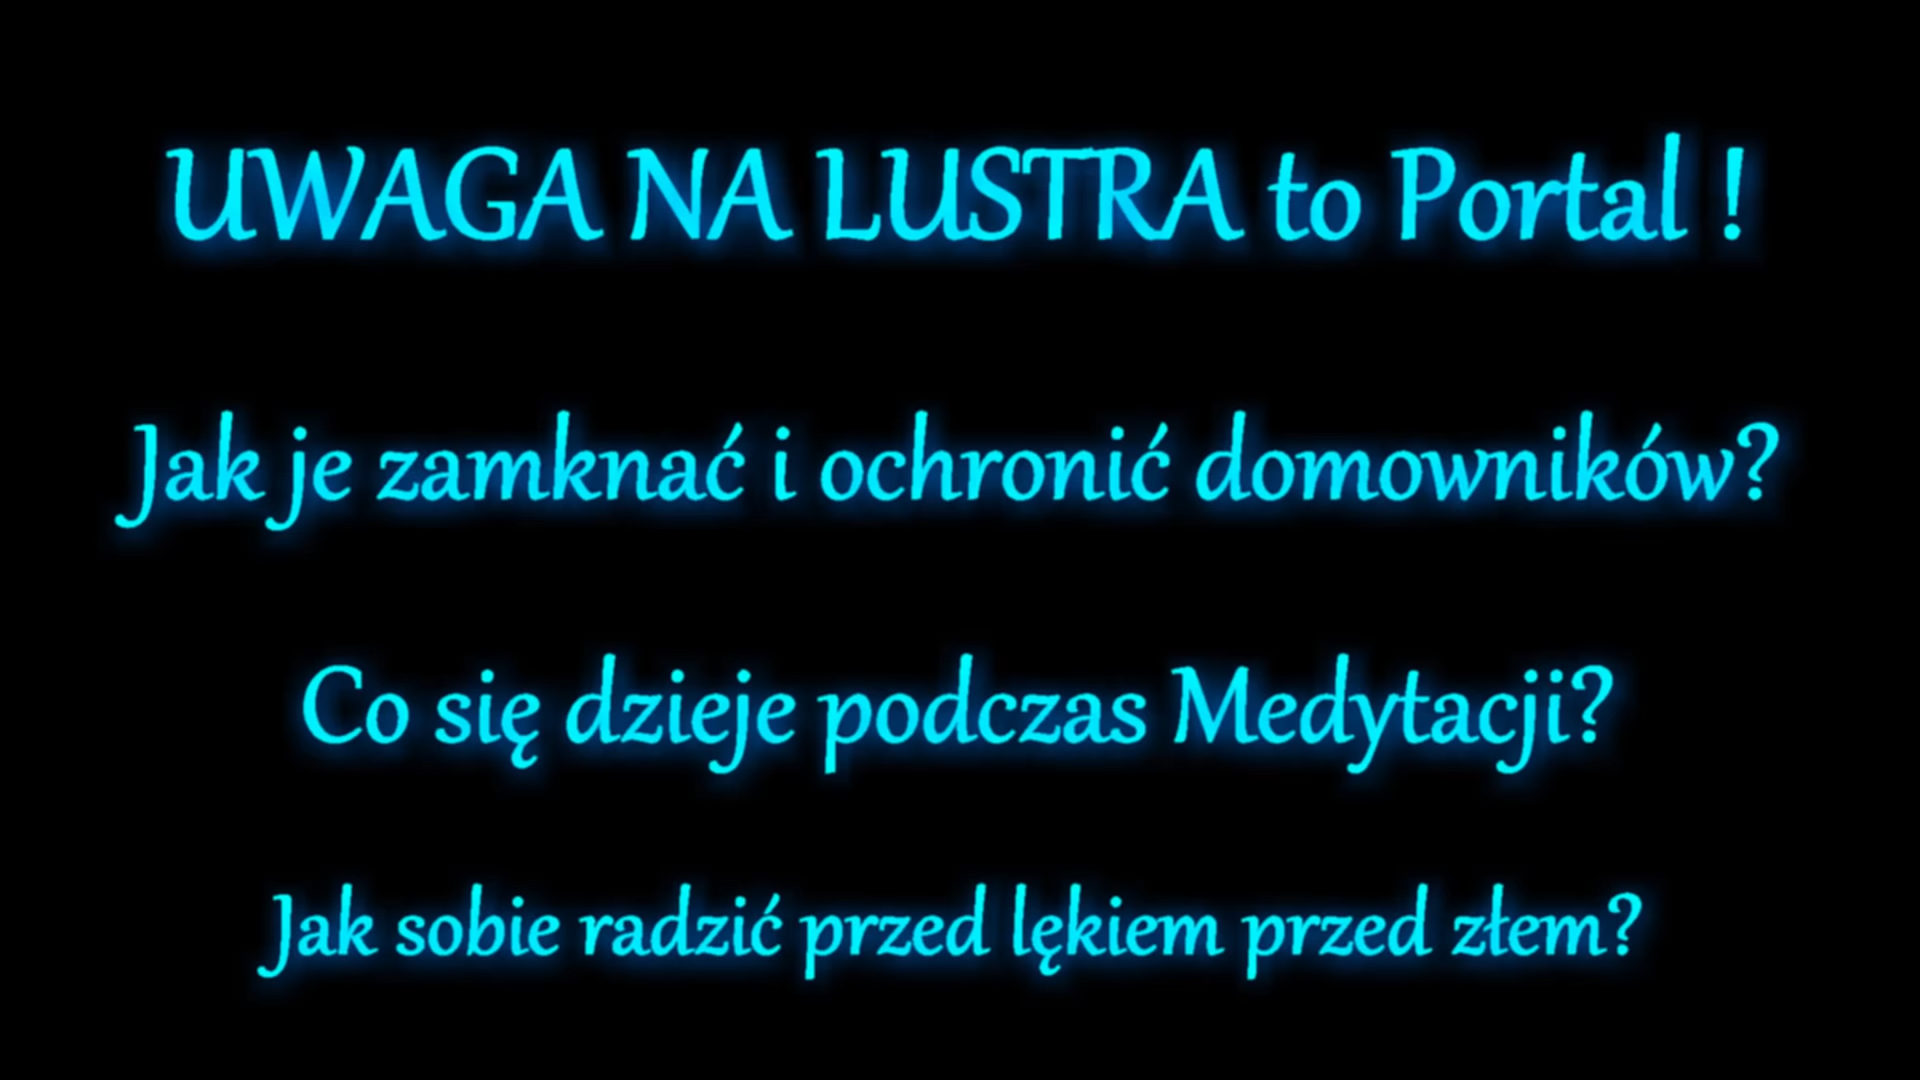 UWAGA NA LUSTRA to Portal !
Jak je zamknać i ochronić domowników?
Co się dzieje podczas Medytacji?
Jak sobie radzić przed lękiem przed złem?